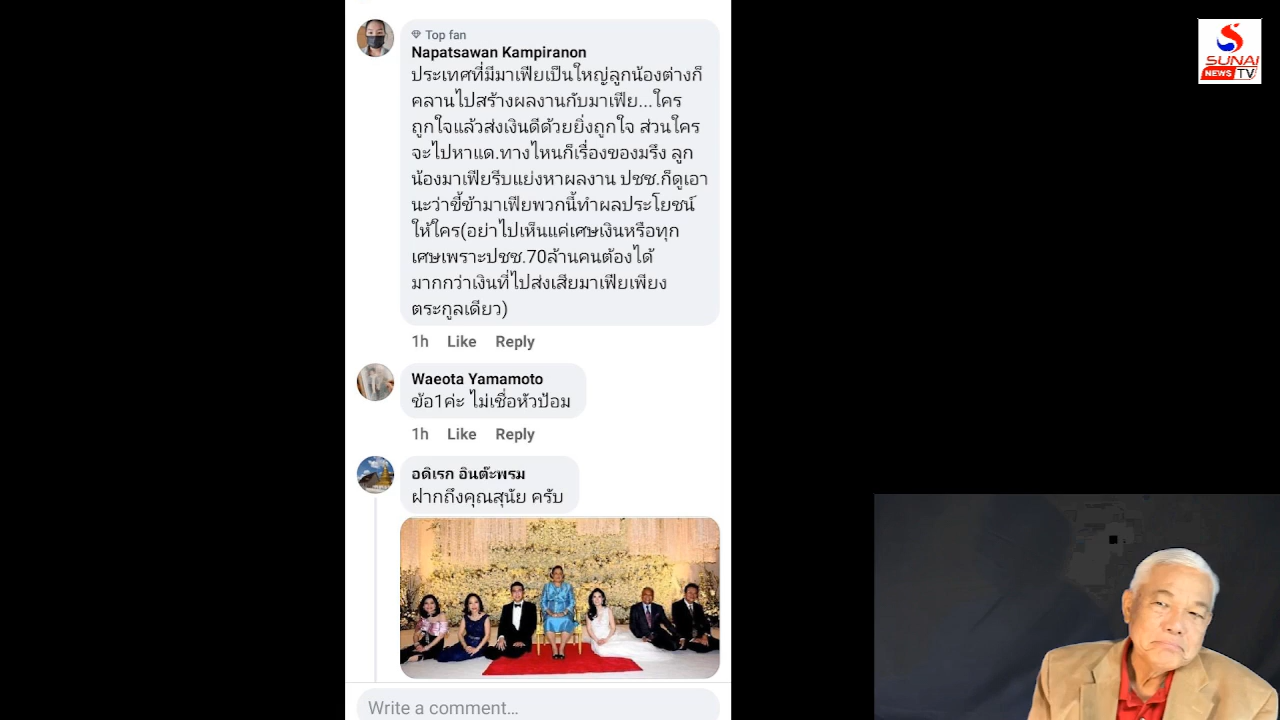 SUNAI
NEWS TV
Top fan
Napatsawan Kampiranon
ประเทศที่มีมาเฟียเป็นใหญ่ลูกน้องต่างก็
คลานไปสร้างผลงานกับมาเฟีย...ใคร
ถูกใจแล้วส่งเงินดีด้วยยิ่งถูกใจ ส่วนใคร
จะไปหาแด.ทางไหนก็เรื่องของมรึง ลูก
น้องมาเฟียรีบแย่งหาผลงาน ปชช.ก็ดูเอา
นะว่าขี้ข้ามาเฟียพวกนี้ทำผลประโยชน์
ให้ใคร(อย่าไปเห็นแค่เศษเงินหรือทุก
เศษเพราะปชช.70ล้านคนต้องได้
มากกว่าเงินที่ไปส่งเสียมาเฟียเพียง
ตระกูลเดียว)
1h Like Reply
Waeota Yamamoto
ข้อ1ค่ะ ไม่เชื่อหัวป้อม
1h Like Reply
อดิเรก อินต๊ะพรม
ฝากถึงคุณสุนัย ครับ
Write a comment...